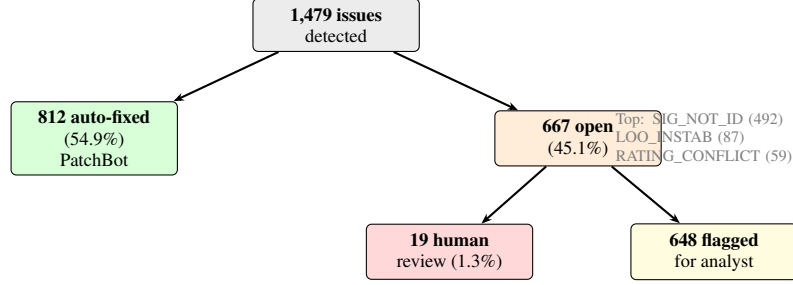 1,479 issues
detected
812 auto-fixed
(54.9%)
PatchBot
667 open
(45.1%)
Top: SIG_NOT_ID (492)
LOO_INSTAB (87)
RATING_CONFLICT (59)
19 human
review (1.3%)
648 flagged
for analyst